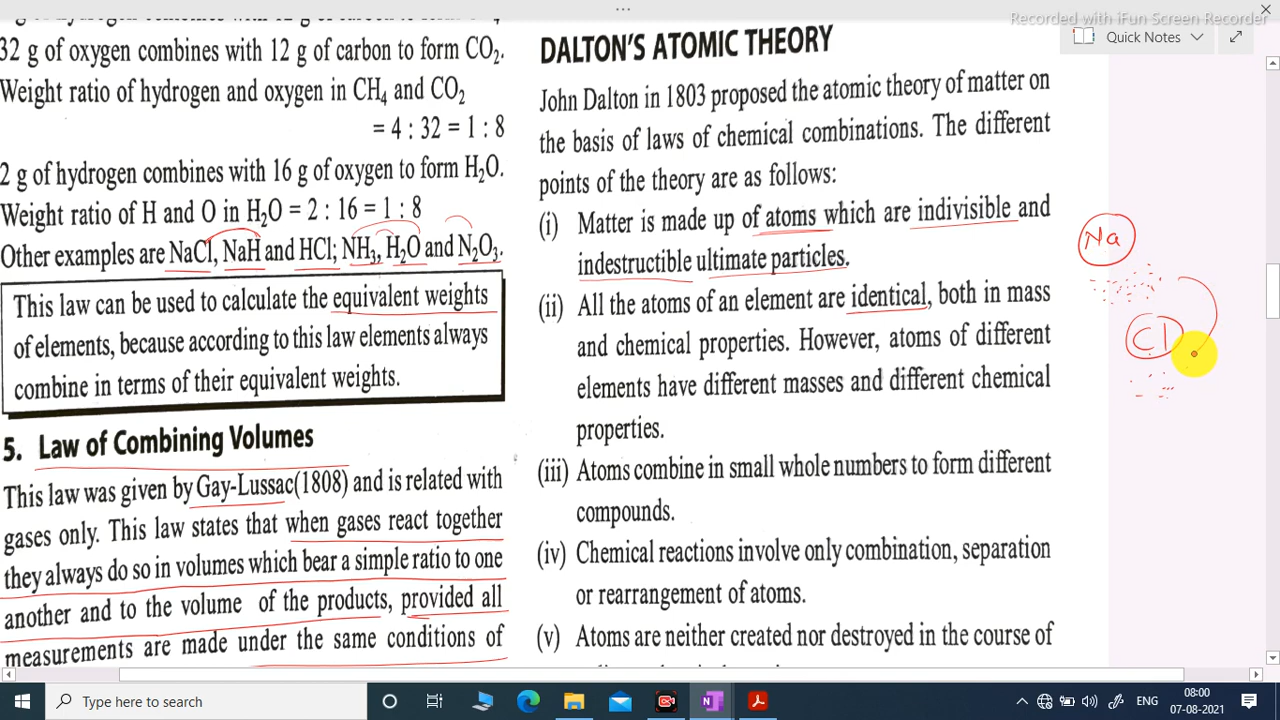 Recorded with iFun Screen Recorder
Quick Notes
32 g of oxygen combines with 12 g of carbon to form CO₂.
Weight ratio of hydrogen and oxygen in CH₄ and CO₂
= 4 : 32 = 1 : 8
2 g of hydrogen combines with 16 g of oxygen to form H₂O.
Weight ratio of H and O in H₂O = 2 : 16 = 1 : 8
Other examples are NaCl, NaH and HCl; NH₃, H₂O and N₂O₃.
This law can be used to calculate the equivalent weights
of elements, because according to this law elements always
combine in terms of their equivalent weights.
5. Law of Combining Volumes
This law was given by Gay-Lussac(1808) and is related with
gases only. This law states that when gases react together
they always do so in volumes which bear a simple ratio to one
another and to the volume of the products, provided all
measurements are made under the same conditions of
DALTON'S ATOMIC THEORY
John Dalton in 1803 proposed the atomic theory of matter on
the basis of laws of chemical combinations. The different
points of the theory are as follows:
(i) Matter is made up of atoms which are indivisible and
indestructible ultimate particles.
(ii) All the atoms of an element are identical, both in mass
and chemical properties. However, atoms of different
elements have different masses and different chemical
properties.
(iii) Atoms combine in small whole numbers to form different
compounds.
(iv) Chemical reactions involve only combination, separation
or rearrangement of atoms.
(v) Atoms are neither created nor destroyed in the course of
Na
Cl
Type here to search
ENG
08:00
07-08-2021